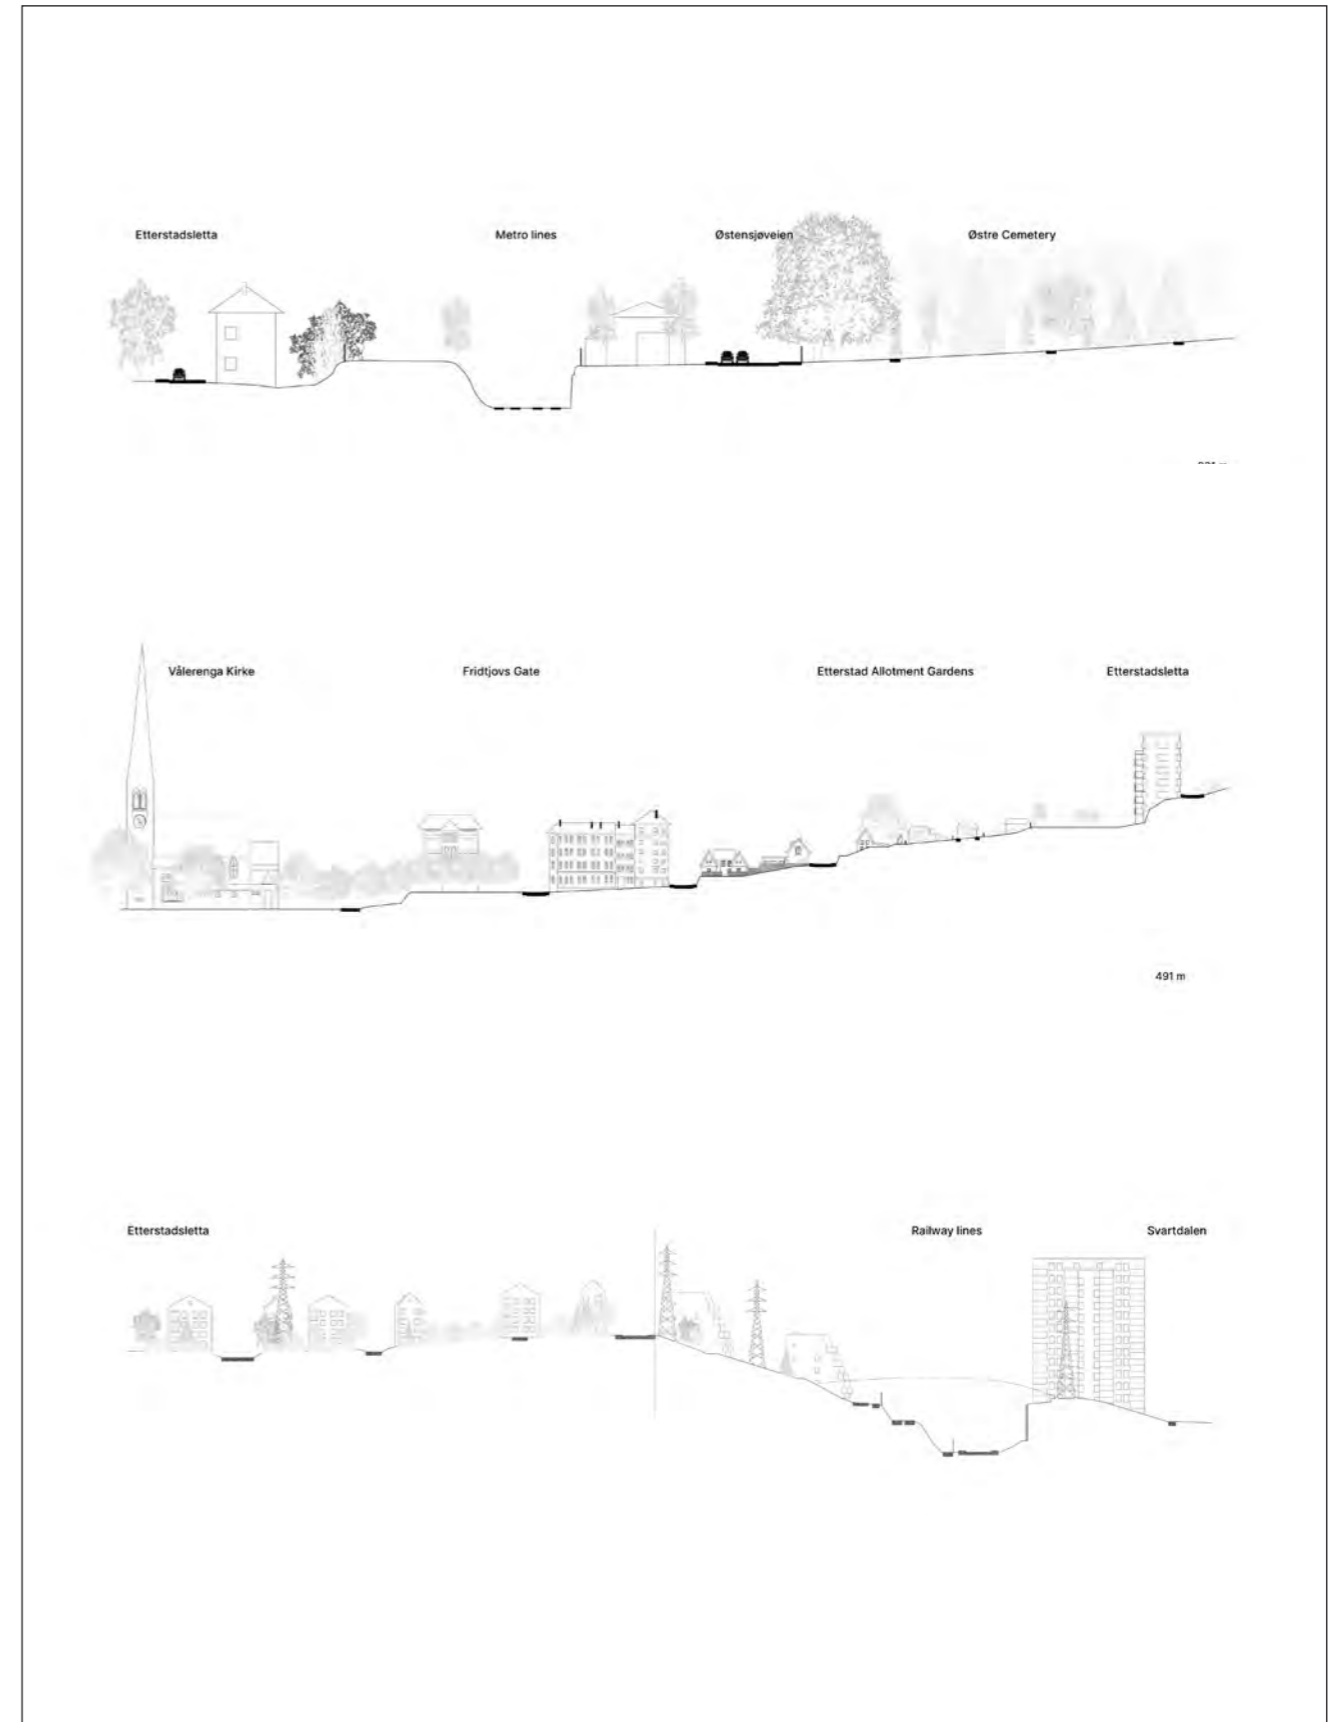 Etterstadsletta
Metro lines
Østensjøveien
Østre Cemetery
Vålerenga Kirke
Fridtjovs Gate
Etterstad Allotment Gardens
Etterstadsletta
491 m
Etterstadsletta
Railway lines
Svartdalen